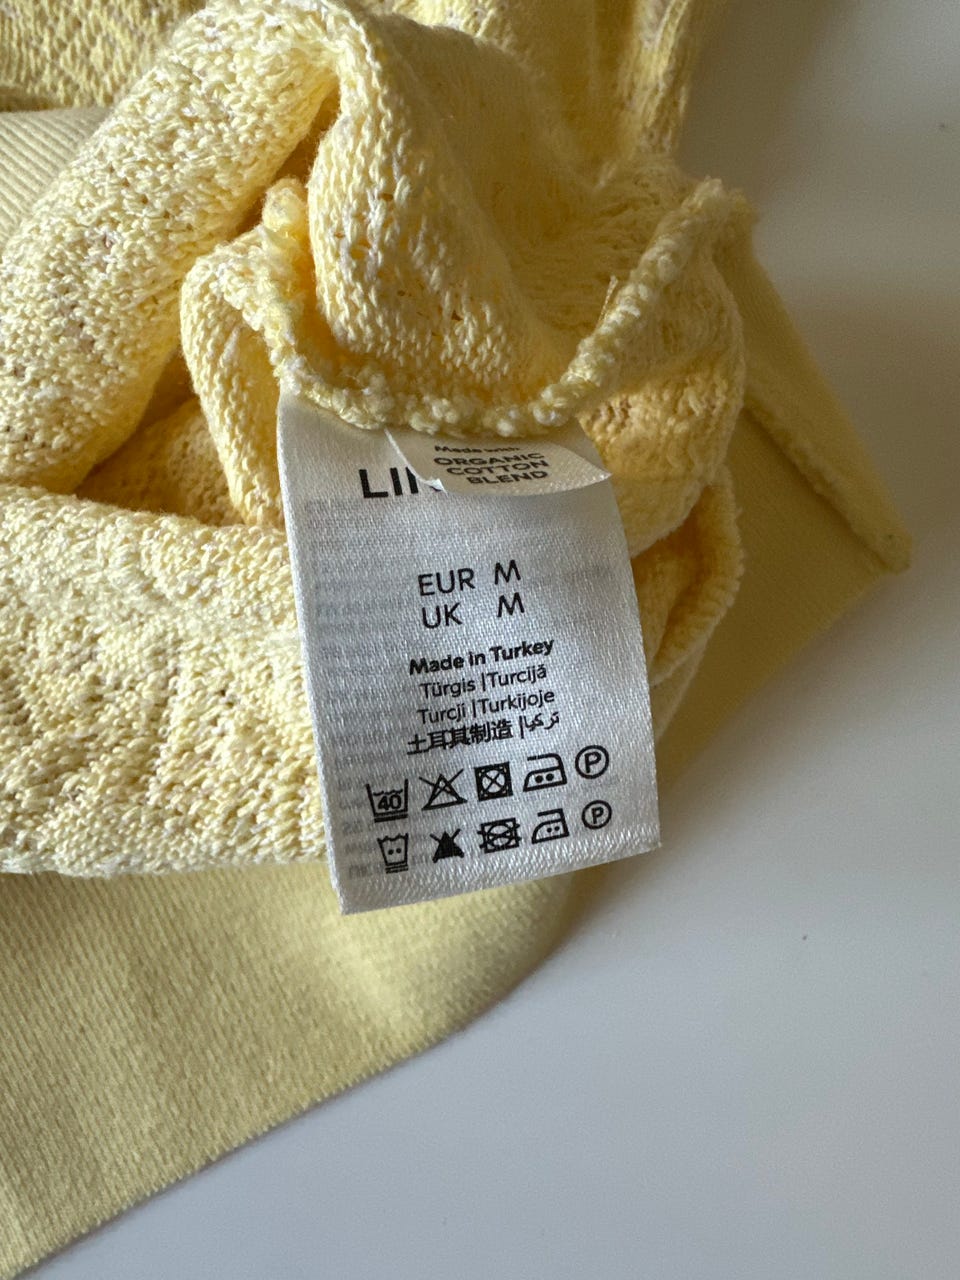 Made with
ORGANIC
COTTON
BLEND
EUR M
UK M
Made in Turkey
Türgis |Turcijā
Turcji |Turkijoje
土耳其制造 |تركيا
40
P
P